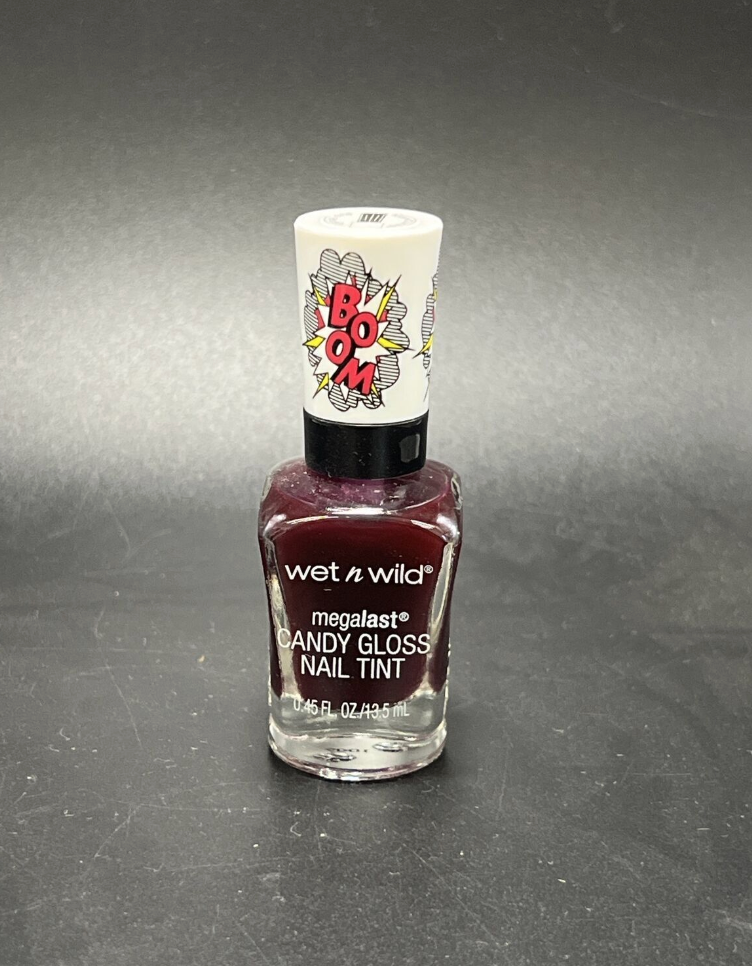 BOOM
wet n wild®
megalast®
CANDY GLOSS
NAIL TINT
0.45 FL. OZ./13.5 mL